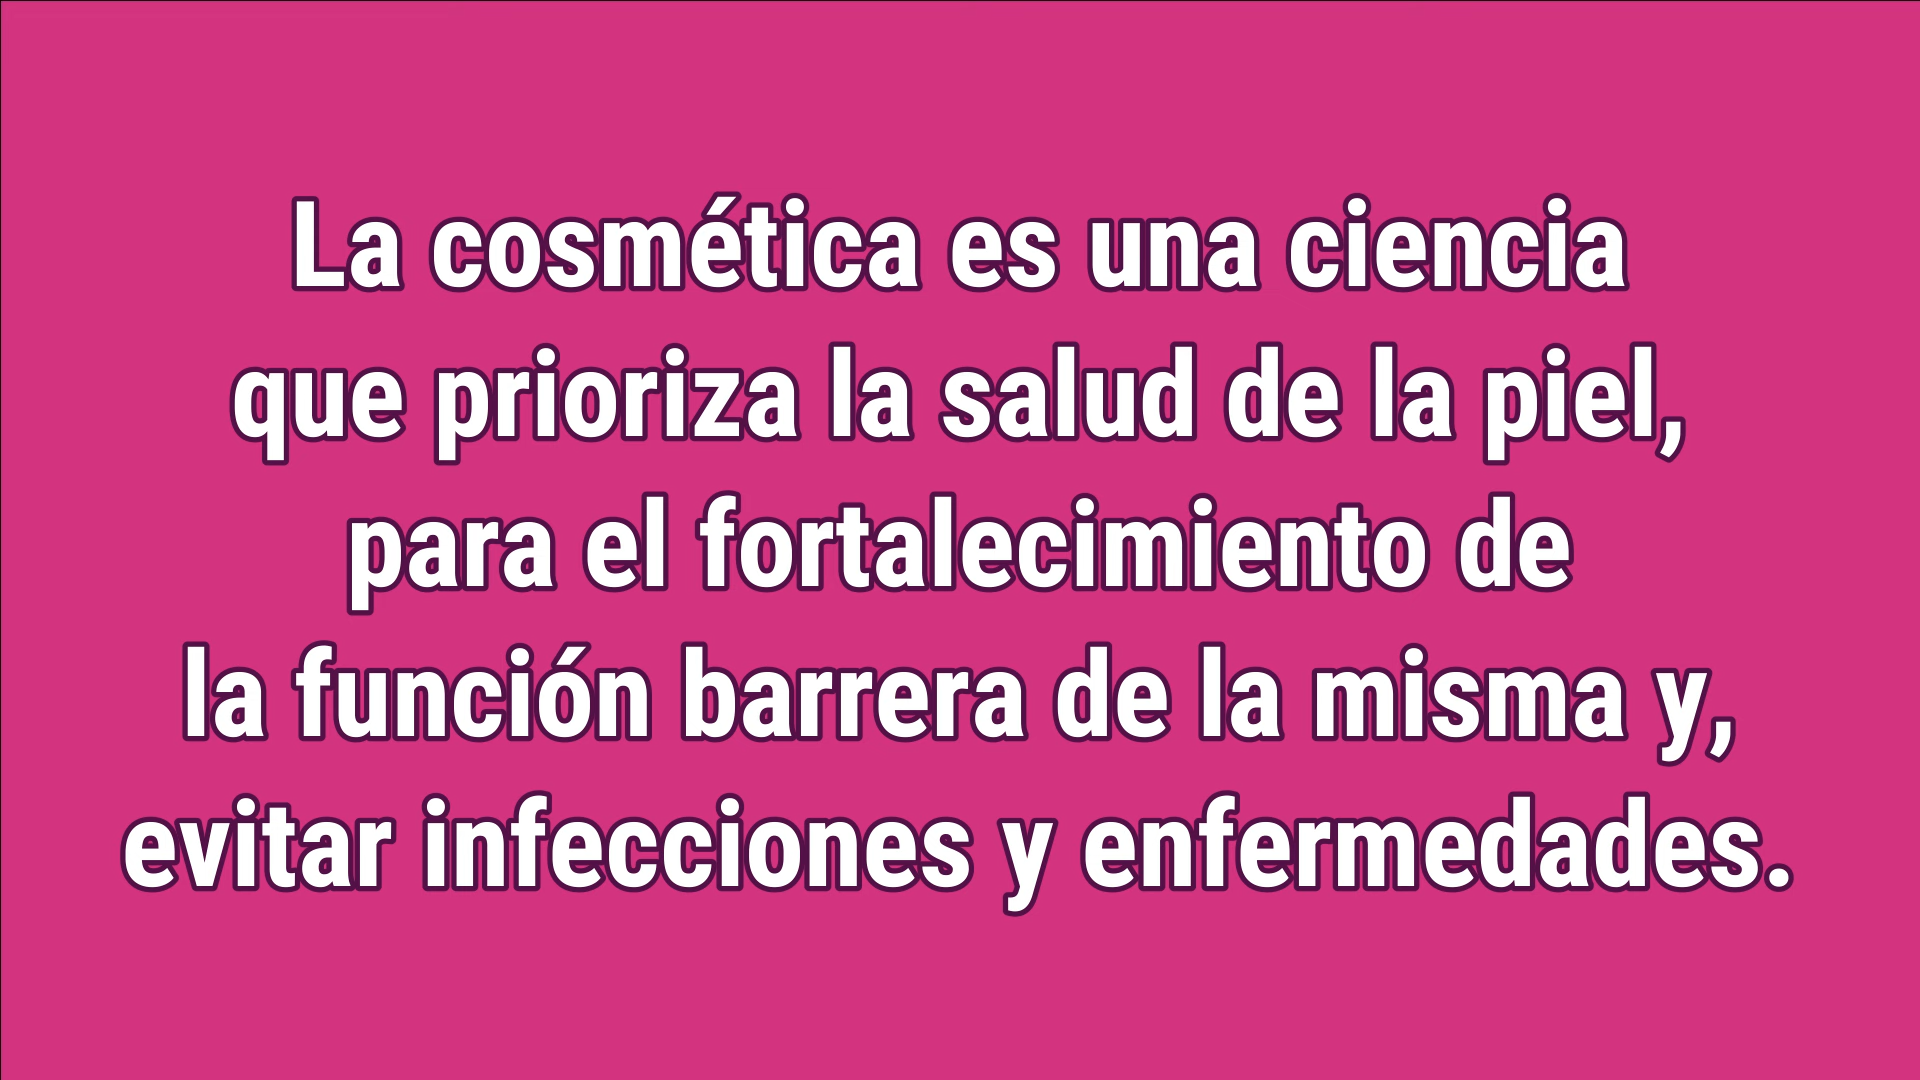 La cosmética es una ciencia
que prioriza la salud de la piel,
para el fortalecimiento de
la función barrera de la misma y,
evitar infecciones y enfermedades.